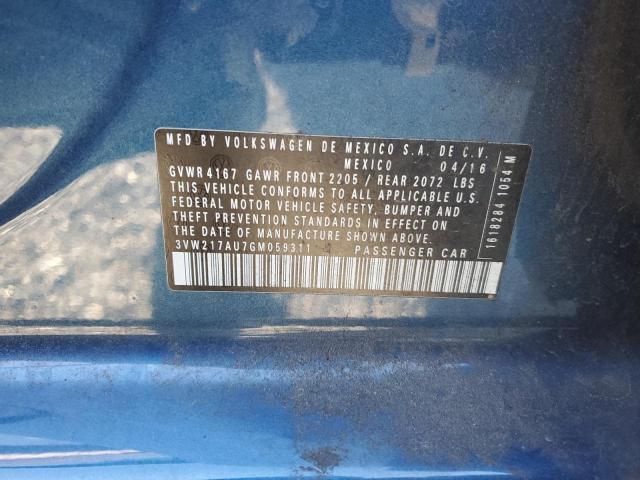 MFD BY VOLKSWAGEN DE MEXICO S.A. DE C.V.
MEXICO 04/16
GVWR 4167 GAWR FRONT 2205 / REAR 2072 LBS
THIS VEHICLE CONFORMS TO ALL APPLICABLE U.S.
FEDERAL MOTOR VEHICLE SAFETY, BUMPER AND
THEFT PREVENTION STANDARDS IN EFFECT ON
THE DATE OF MANUFACTURE SHOWN ABOVE.
3VW217AU7GM059311 PASSENGER CAR
1618284 1054 M